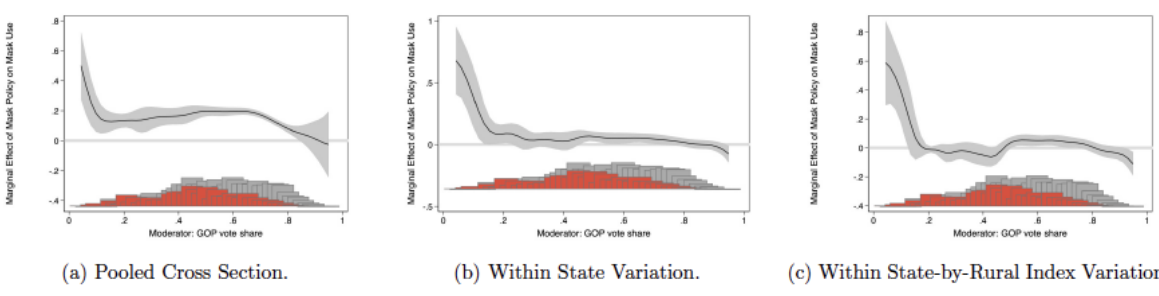 Marginal Effect of Mask Policy on Mask Use
.8
.6
.4
.2
0
-.2
-.4
0 .2 .4 .6 .8 1
Moderator: GOP vote share
(a) Pooled Cross Section.
Marginal Effect of Mask Policy on Mask Use
1
.5
0
-.5
0 .2 .4 .6 .8 1
Moderator: GOP vote share
(b) Within State Variation.
Marginal Effect of Mask Policy on Mask Use
.8
.6
.4
.2
0
-.2
-.4
0 .2 .4 .6 .8 1
Moderator: GOP vote share
(c) Within State-by-Rural Index Variation